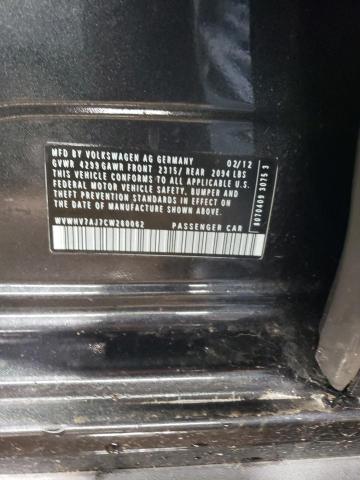 MFD BY VOLKSWAGEN AG GERMANY 02/12
GVWR 4299 GAWR FRONT 2315/ REAR 2094 LBS
THIS VEHICLE CONFORMS TO ALL APPLICABLE U.S.
FEDERAL MOTOR VEHICLE SAFETY, BUMPER AND
THEFT PREVENTION STANDARDS IN EFFECT ON
THE DATE OF MANUFACTURE SHOWN ABOVE
PASSENGER CAR